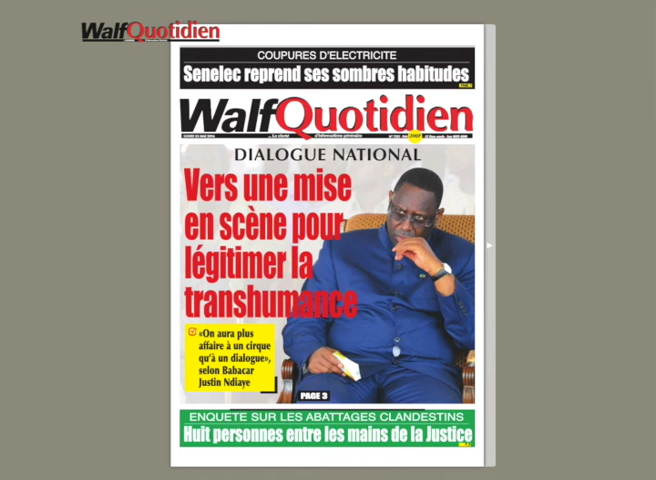 WalfQuotidien
COUPURES D'ELECTRICITE
Senelec reprend ses sombres habitudes
WalfQuotidien
DIALOGUE NATIONAL
Vers une mise
en scène pour
légitimer la
transhumance
«On aura plus
affaire à un cirque
qu'à un dialogue»,
selon Babacar
Justin Ndiaye
PAGE 3
ENQUETE SUR LES ABATTAGES CLANDESTINS
Huit personnes entre les mains de la Justice